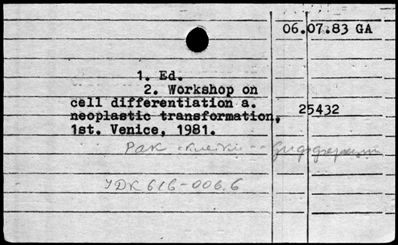 06.07.83 GA
1. Ed.
2. Workshop on
cell differentiation a.
neoplastic transformation, 25432
1st. Venice, 1981.
Рак - клетки --
УДК 616-006.6